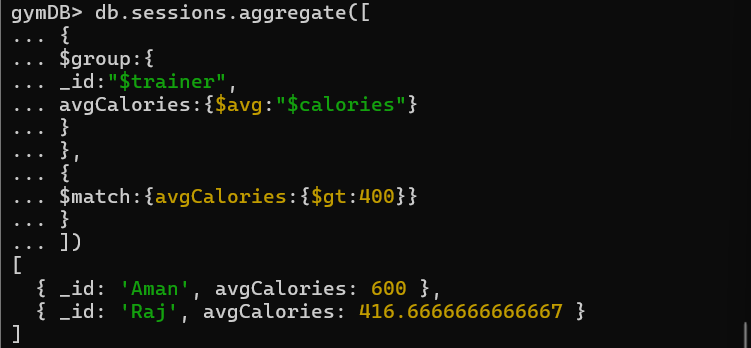 gymDB> db.sessions.aggregate([
... {
... $group:{
... _id:"$trainer",
... avgCalories:{$avg:"$calories"}
... }
... },
... {
... $match:{avgCalories:{$gt:400}}
... }
... ])
[
  { _id: 'Aman', avgCalories: 600 },
  { _id: 'Raj', avgCalories: 416.6666666666667 }
]